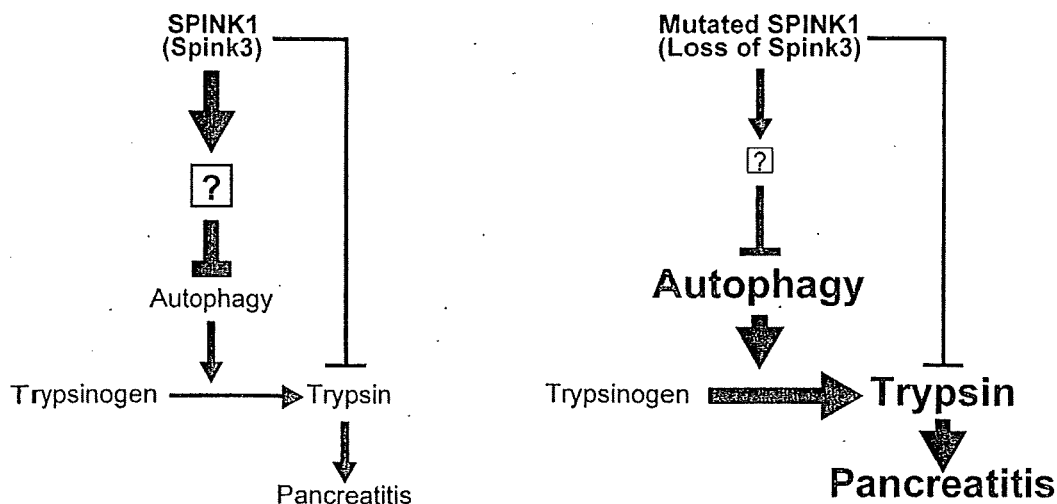 SPINK1
(Spink3)
?
Autophagy
Trypsinogen
Trypsin
Pancreatitis
Mutated SPINK1
(Loss of Spink3)
?
Autophagy
Trypsinogen
Trypsin
Pancreatitis